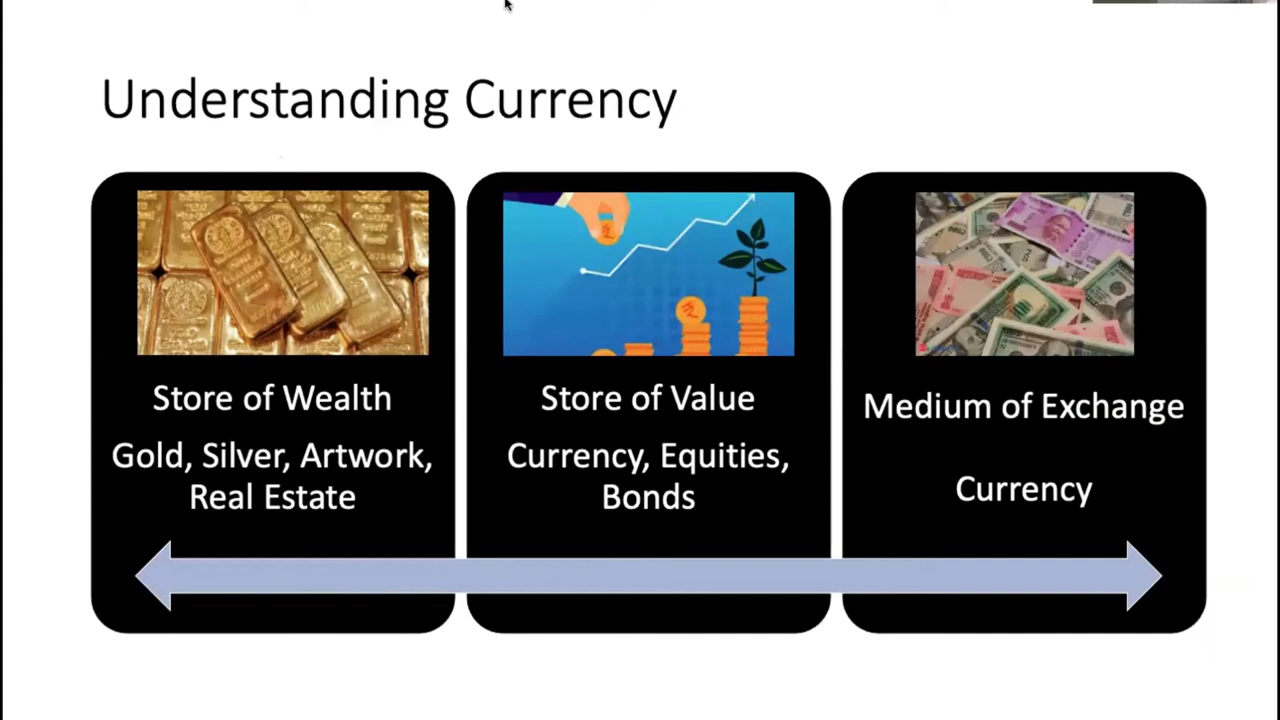 Understanding Currency
Store of Wealth
Gold, Silver, Artwork,
Real Estate
Store of Value
Currency, Equities,
Bonds
Medium of Exchange
Currency